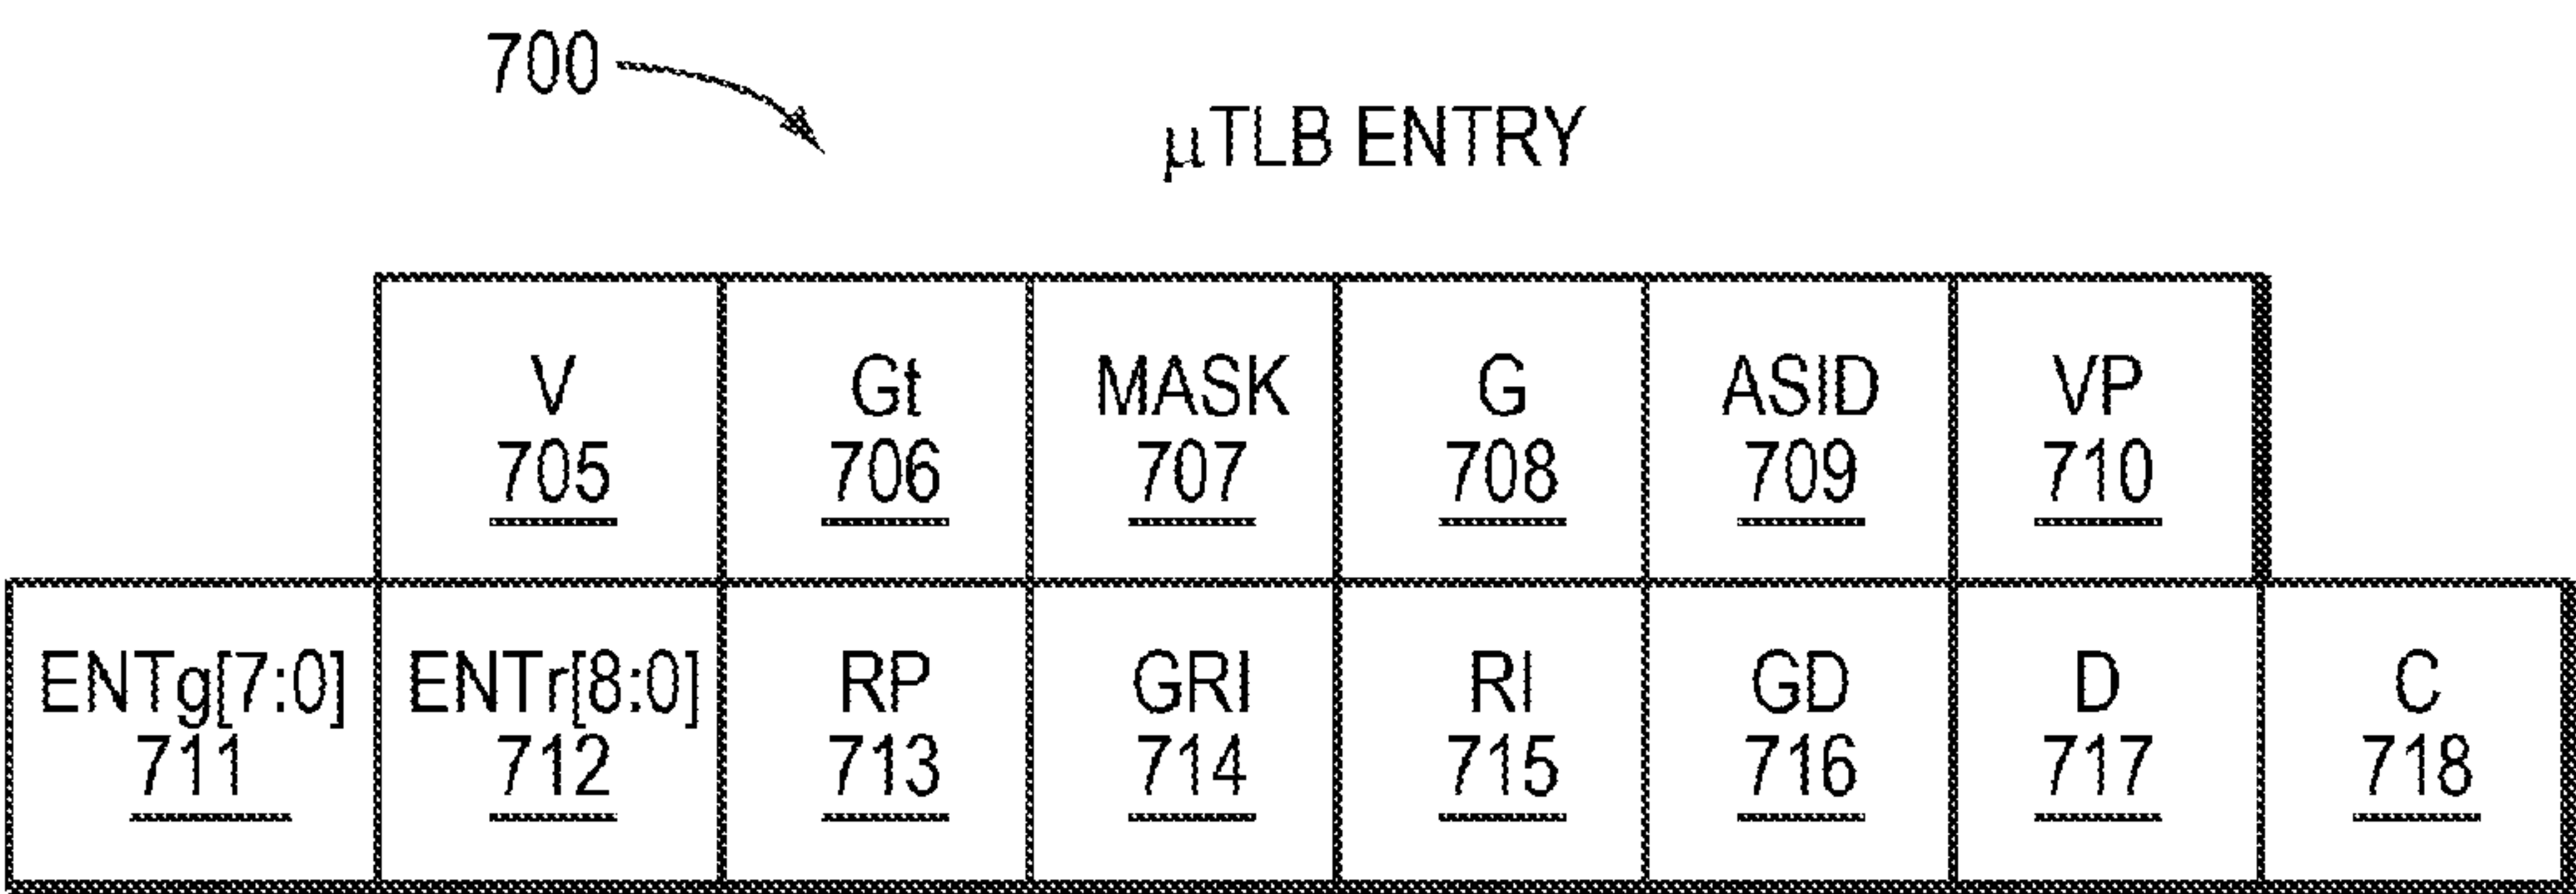 700
μTLB ENTRY
V Gt MASK G ASID VP
705 706 707 708 709 710
ENTg[7:0] ENTr[8:0] RP GRI RI GD D C
711 712 713 714 715 716 717 718